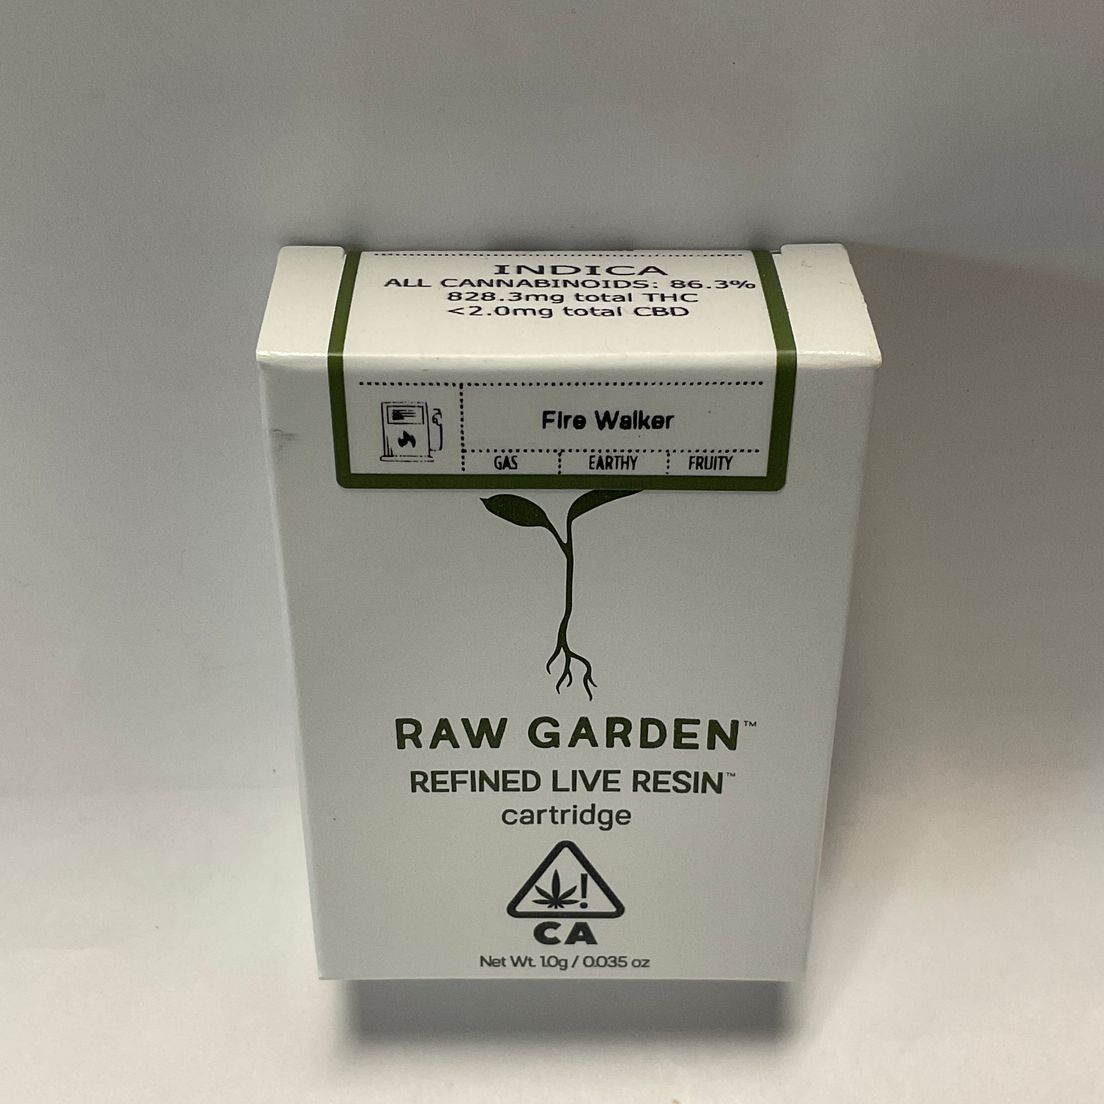 INDICA
ALL CANNABINOIDS: 86.3%
828.3mg total THC
<2.0mg total CBD
Fire Walker
GAS EARTHY FRUITY
RAW GARDEN™
REFINED LIVE RESIN™
cartridge
CA
Net Wt. 1.0g / 0.035 oz